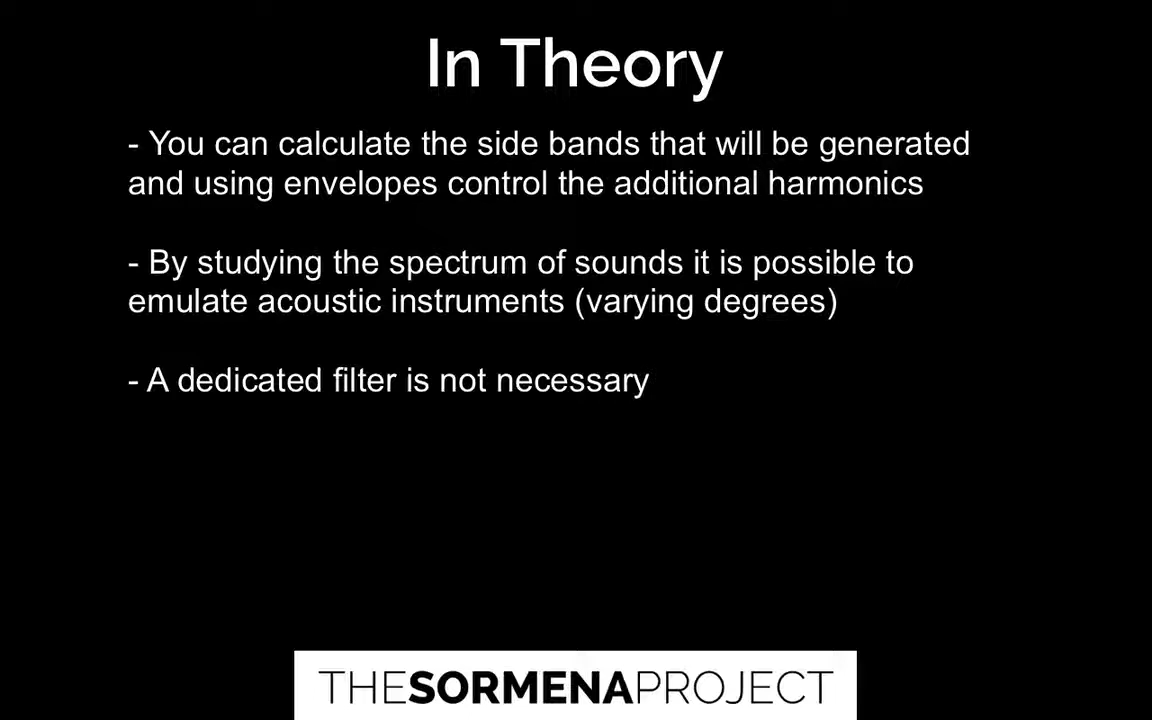 In Theory
- You can calculate the side bands that will be generated
and using envelopes control the additional harmonics
- By studying the spectrum of sounds it is possible to
emulate acoustic instruments (varying degrees)
- A dedicated filter is not necessary
THESORMENAPROJECT